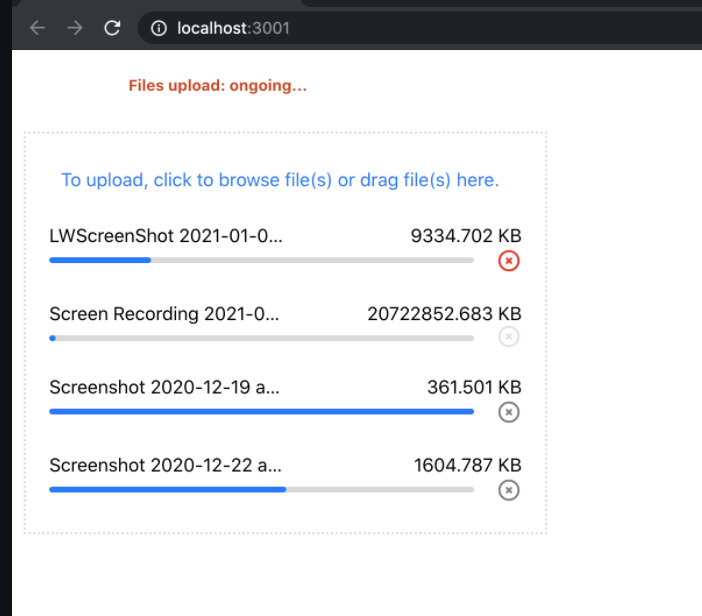 localhost:3001
Files upload: ongoing...
To upload, click to browse file(s) or drag file(s) here.
LWScreenShot 2021-01-0... 9334.702 KB
Screen Recording 2021-0... 20722852.683 KB
Screenshot 2020-12-19 a... 361.501 KB
Screenshot 2020-12-22 a... 1604.787 KB